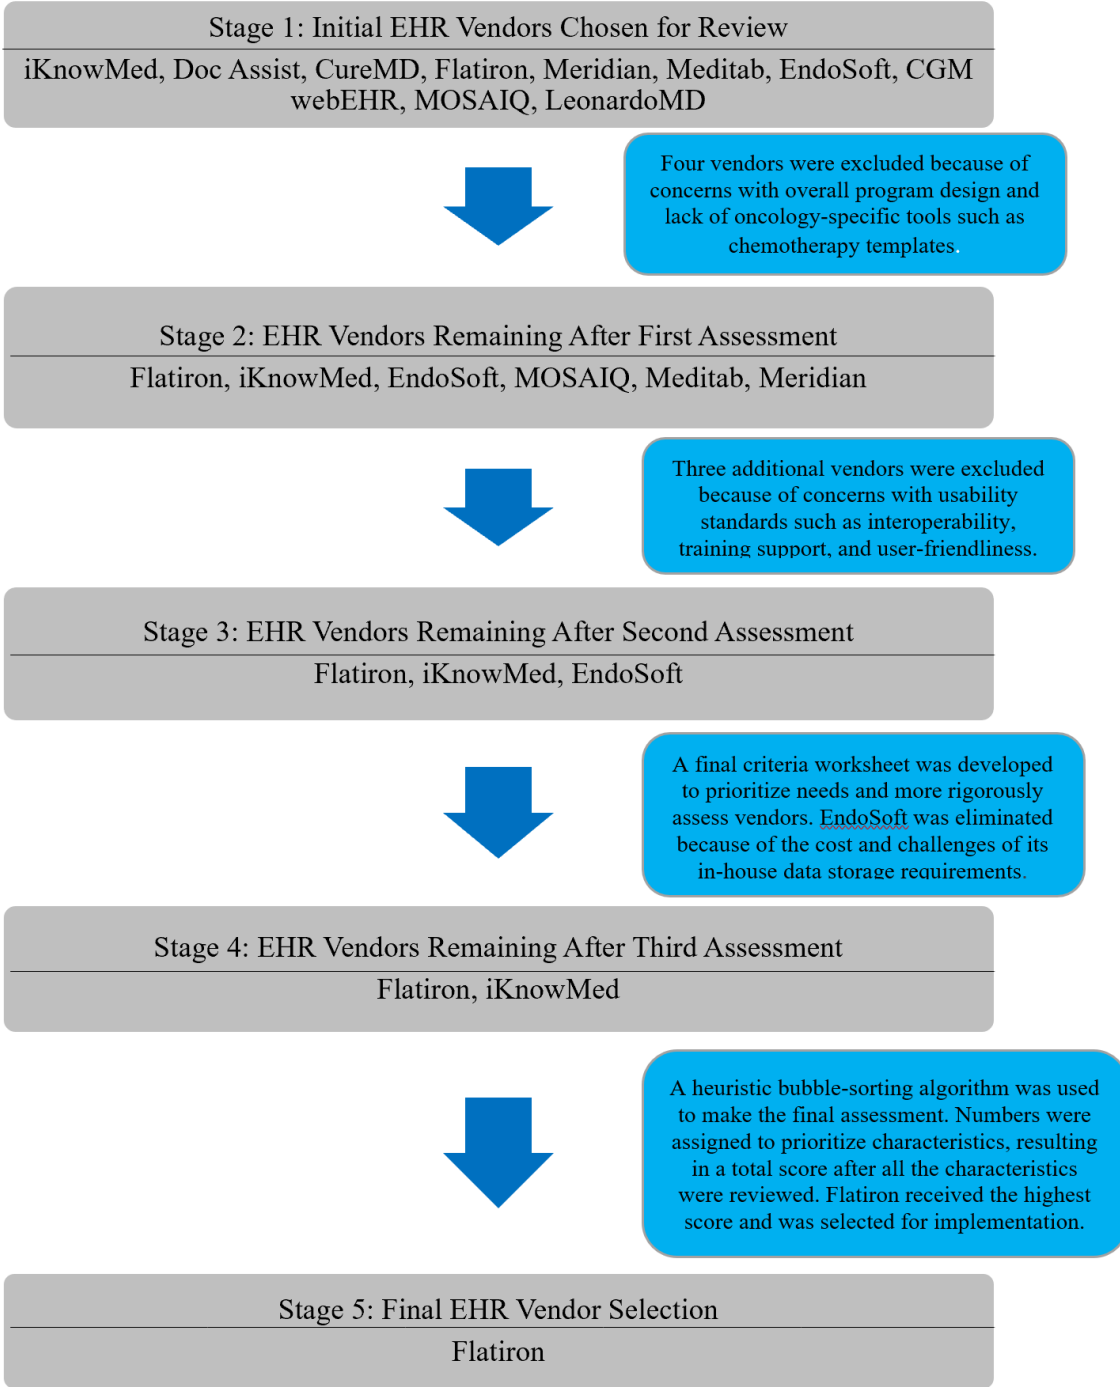 Stage 1: Initial EHR Vendors Chosen for Review
iKnowMed, Doc Assist, CureMD, Flatiron, Meridian, Meditab, EndoSoft, CGM
webEHR, MOSAIQ, LeonardoMD
Four vendors were excluded because of
concerns with overall program design and
lack of oncology-specific tools such as
chemotherapy templates.
Stage 2: EHR Vendors Remaining After First Assessment
Flatiron, iKnowMed, EndoSoft, MOSAIQ, Meditab, Meridian
Three additional vendors were excluded
because of concerns with usability
standards such as interoperability,
training support, and user-friendliness.
Stage 3: EHR Vendors Remaining After Second Assessment
Flatiron, iKnowMed, EndoSoft
A final criteria worksheet was developed
to prioritize needs and more rigorously
assess vendors. EndoSoft was eliminated
because of the cost and challenges of its
in-house data storage requirements.
Stage 4: EHR Vendors Remaining After Third Assessment
Flatiron, iKnowMed
A heuristic bubble-sorting algorithm was used
to make the final assessment. Numbers were
assigned to prioritize characteristics, resulting
in a total score after all the characteristics
were reviewed. Flatiron received the highest
score and was selected for implementation.
Stage 5: Final EHR Vendor Selection
Flatiron